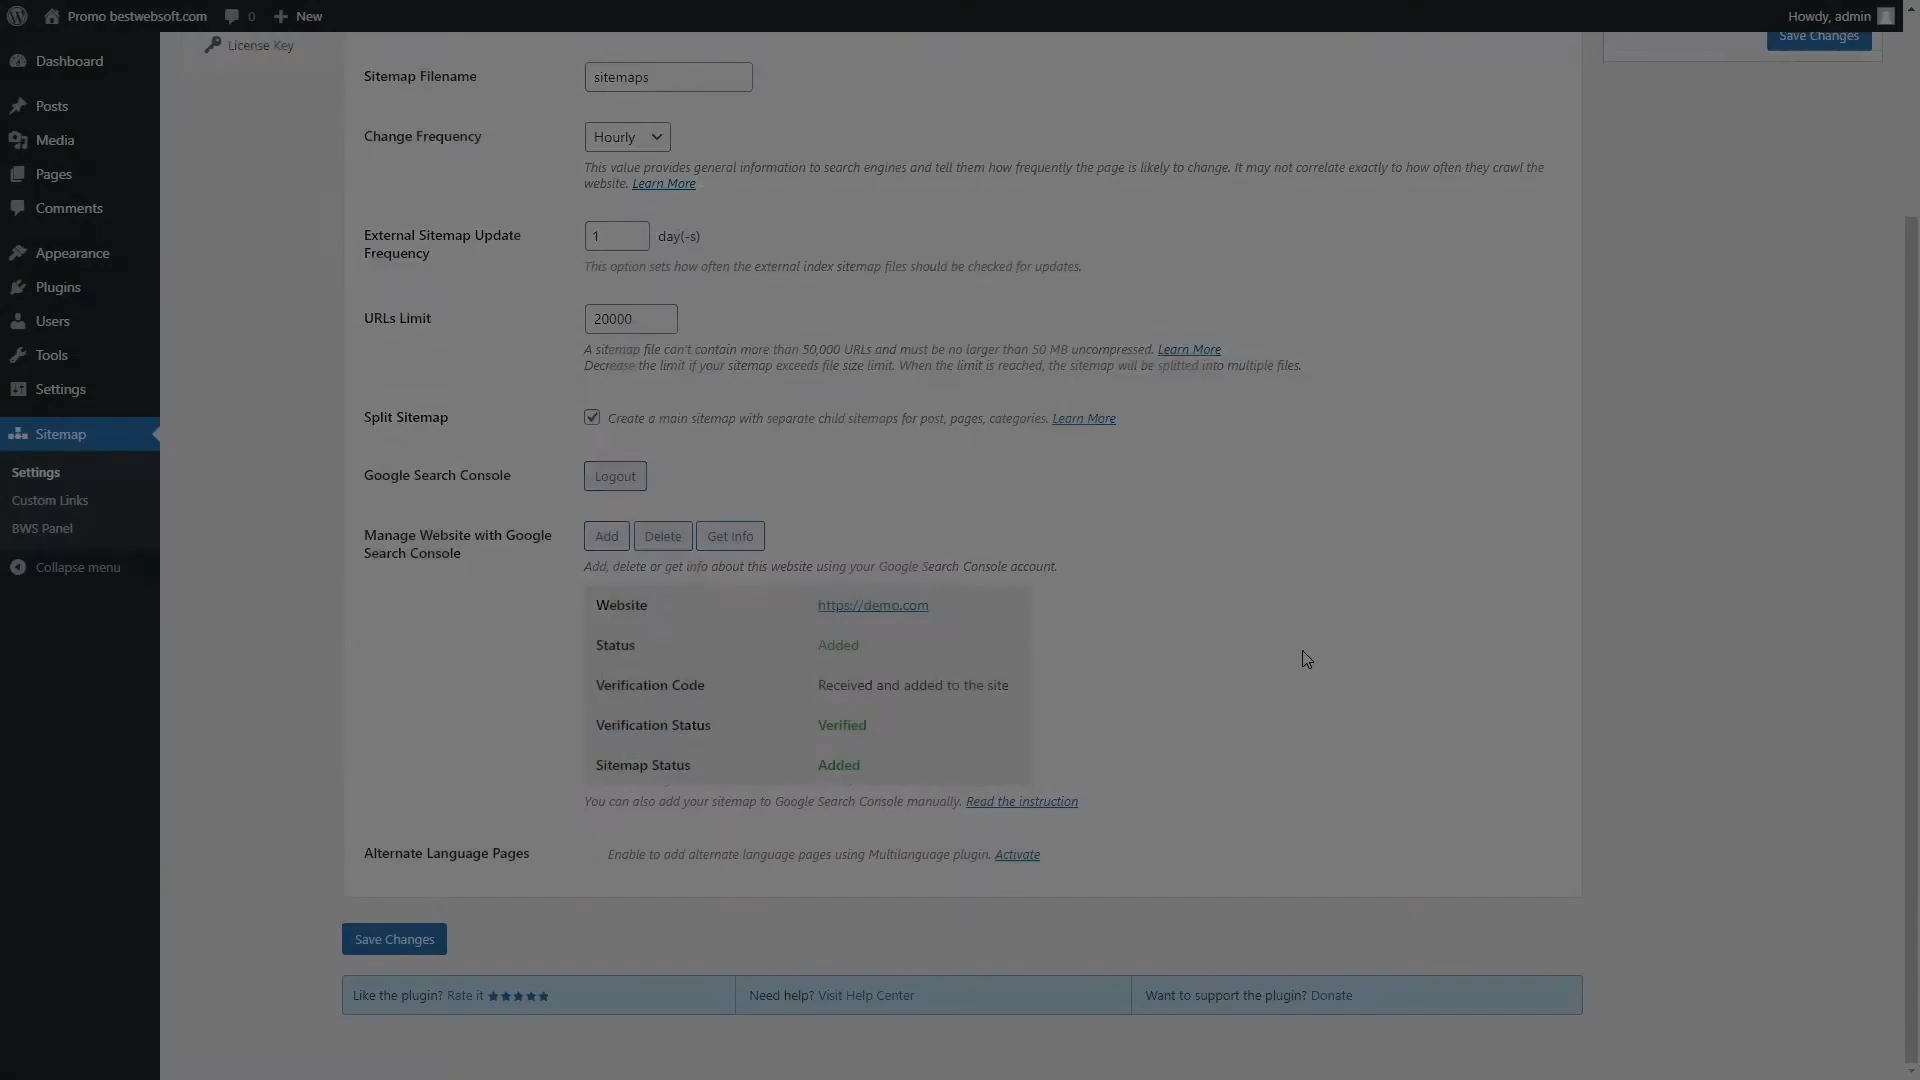 Promo bestwebsoft.com 0 New Howdy, admin
License Key Save Changes
Dashboard
Posts
Media
Pages
Comments
Appearance
Plugins
Users
Tools
Settings
Sitemap
Settings
Custom Links
BWS Panel
Collapse menu
Sitemap Filename sitemaps
Change Frequency Hourly
This value provides general information to search engines and tell them how frequently the page is likely to change. It may not correlate exactly to how often they crawl the
website. Learn More
External Sitemap Update
Frequency
1 day(-s)
This option sets how often the external index sitemap files should be checked for updates.
URLs Limit 20000
A sitemap file can't contain more than 50,000 URLs and must be no larger than 50 MB uncompressed. Learn More
Decrease the limit if your sitemap exceeds file size limit. When the limit is reached, the sitemap will be splitted into multiple files.
Split Sitemap Create a main sitemap with separate child sitemaps for post, pages, categories. Learn More
Google Search Console Logout
Manage Website with Google
Search Console
Add Delete Get Info
Add, delete or get info about this website using your Google Search Console account.
Website https://demo.com
Status Added
Verification Code Received and added to the site
Verification Status Verified
Sitemap Status Added
You can also add your sitemap to Google Search Console manually. Read the instruction
Alternate Language Pages Enable to add alternate language pages using Multilanguage plugin. Activate
Save Changes
Like the plugin? Rate it Need help? Visit Help Center Want to support the plugin? Donate